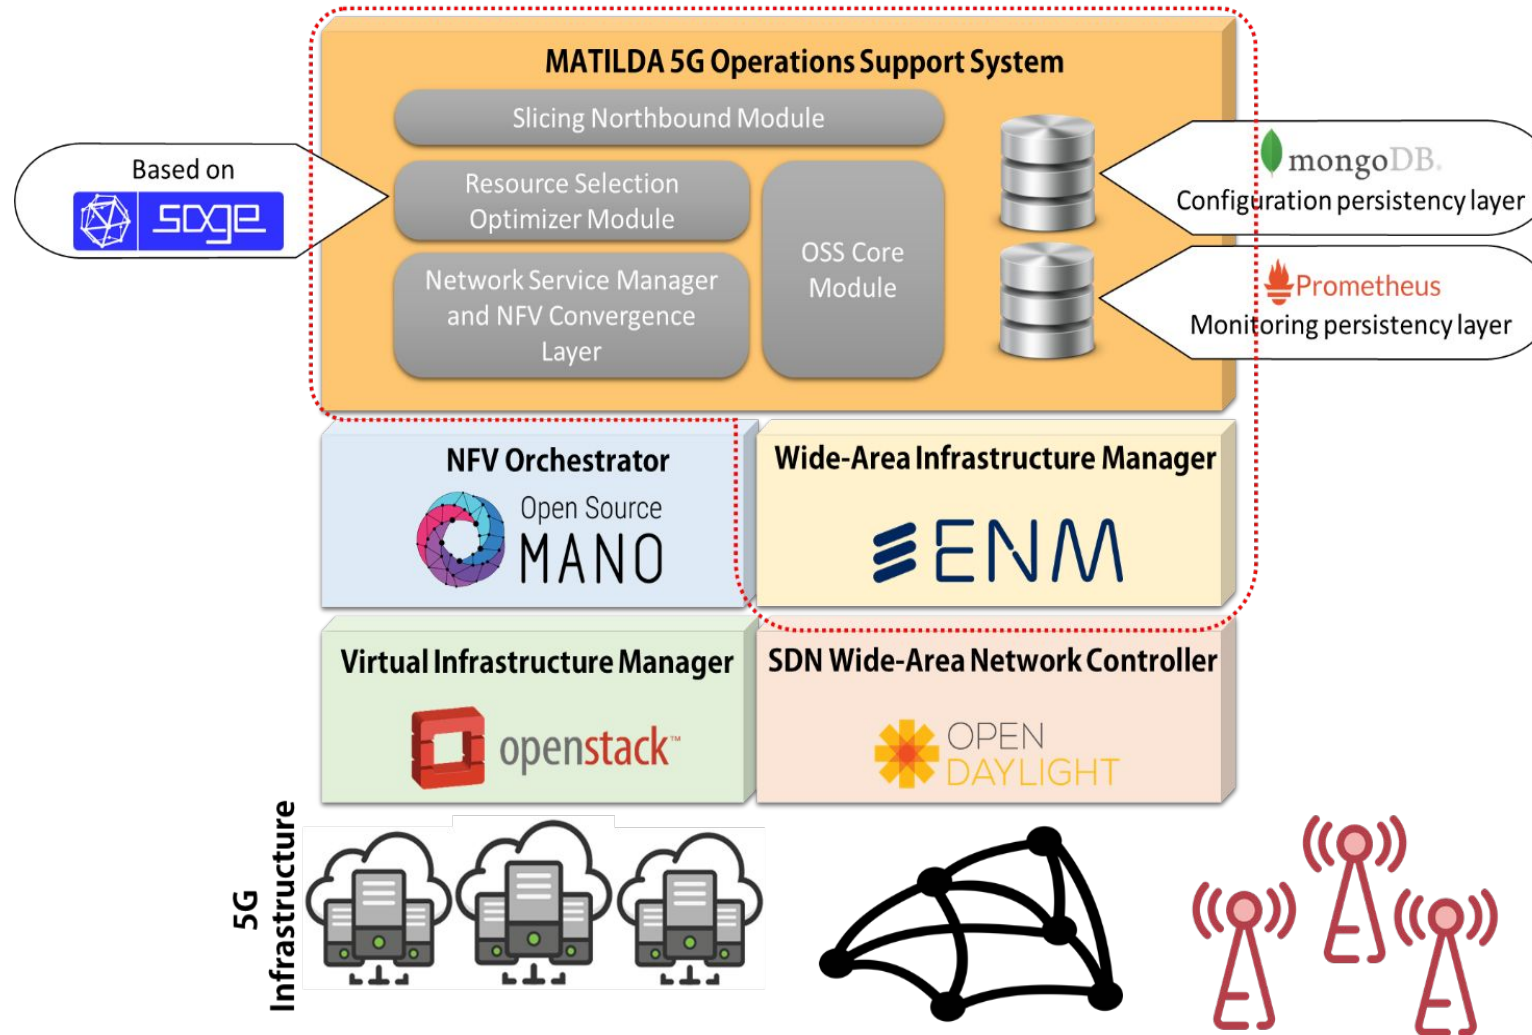 MATILDA 5G Operations Support System
Slicing Northbound Module
Based on
sage
Resource Selection
Optimizer Module
Network Service Manager
and NFV Convergence
Layer
OSS Core
Module
mongoDB.
Configuration persistency layer
Prometheus
Monitoring persistency layer
NFV Orchestrator
Open Source
MANO
Wide-Area Infrastructure Manager
ENM
Virtual Infrastructure Manager
openstack™
SDN Wide-Area Network Controller
OPEN
DAYLIGHT
5G
Infrastructure